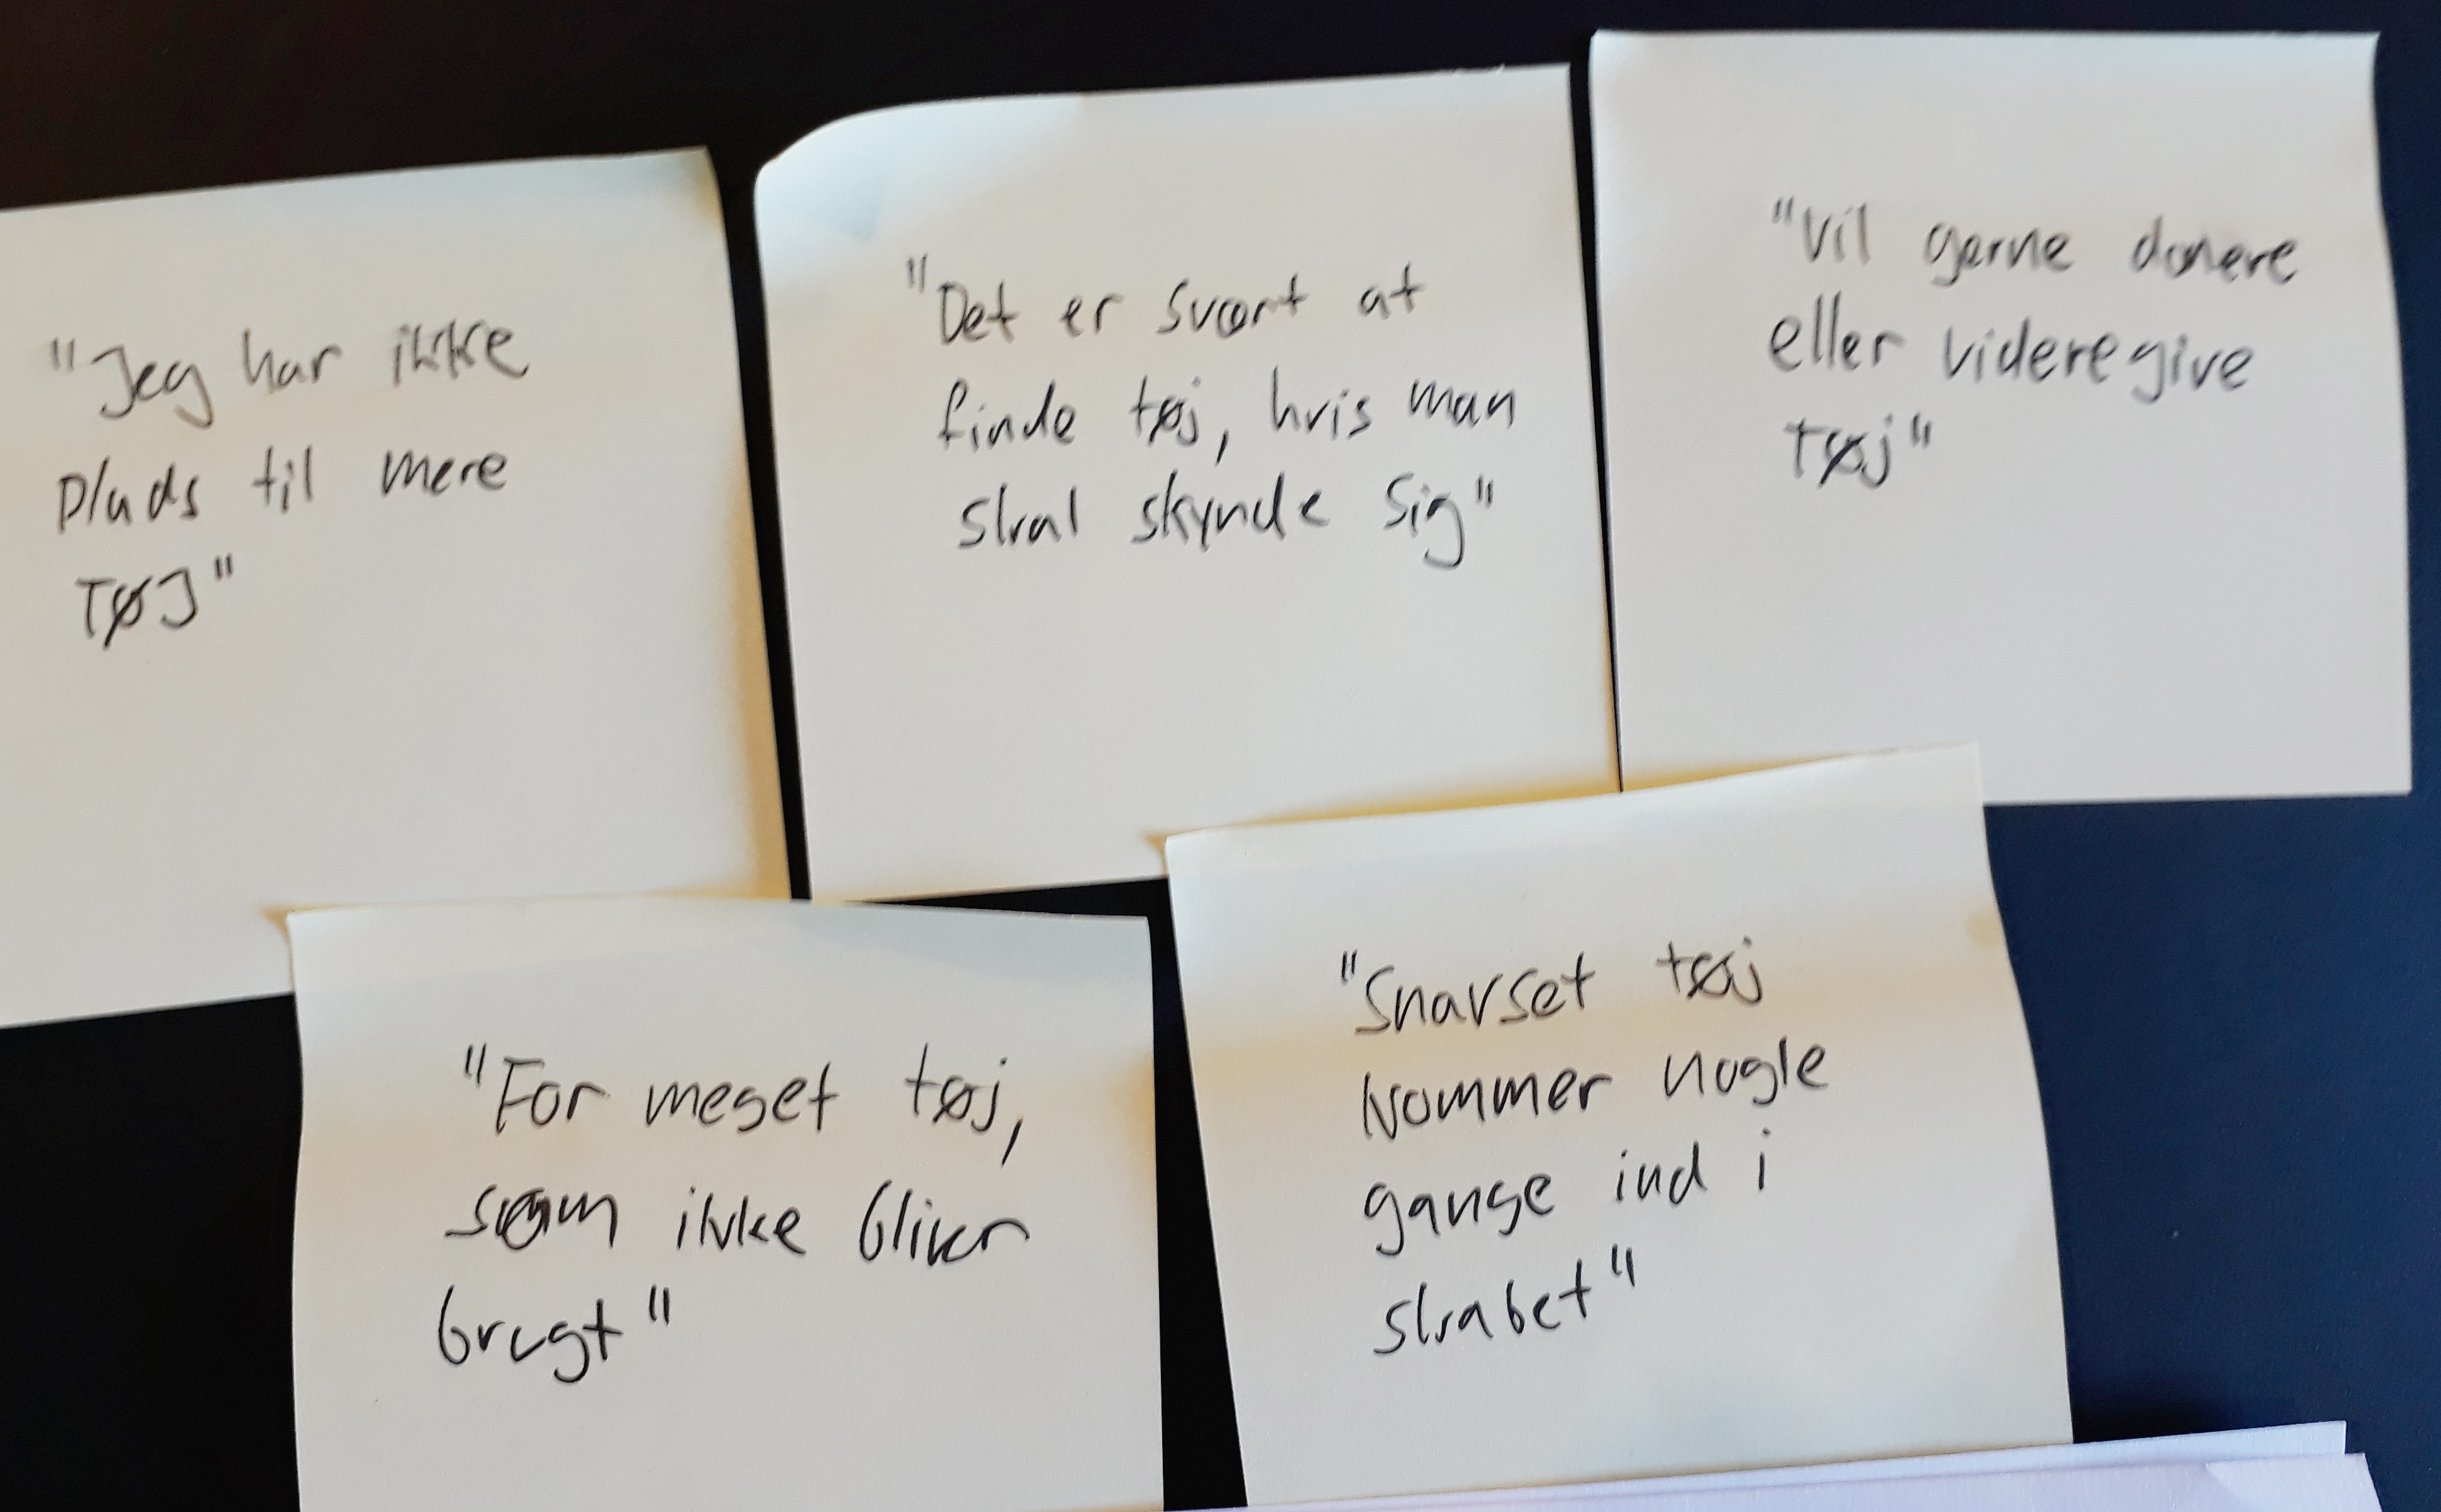 "Jeg har ikke
Plads til mere
TØJ"
"Det er svært at
finde tøj, hvis man
skal skynde sig"
"Vil gerne donere
eller videregive
tøj"
"For meget tøj,
som ikke bliver
brugt"
"Snavset tøj
kommer nogle
gange ind i
skabet"